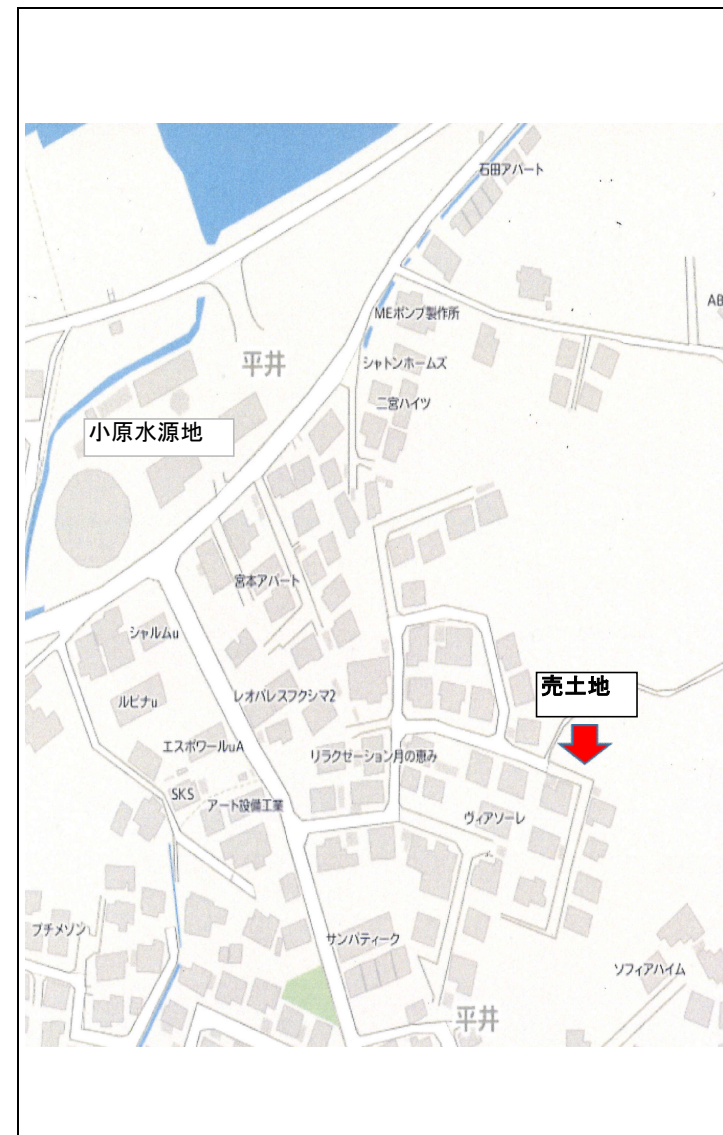 石田アパート
AB
MEポンプ製作所
平井
シャトンホームズ
二宮ハイツ
小原水源地
宮本アパート
シャルムu
売土地
ルピナu
レオパレスフクシマ2
エスポワールuA
リラクゼーション月の恵み
SKS
アート設備工業
ヴィアソーレ
プチメゾン
サンパティーク
ソフィアハイム
平井